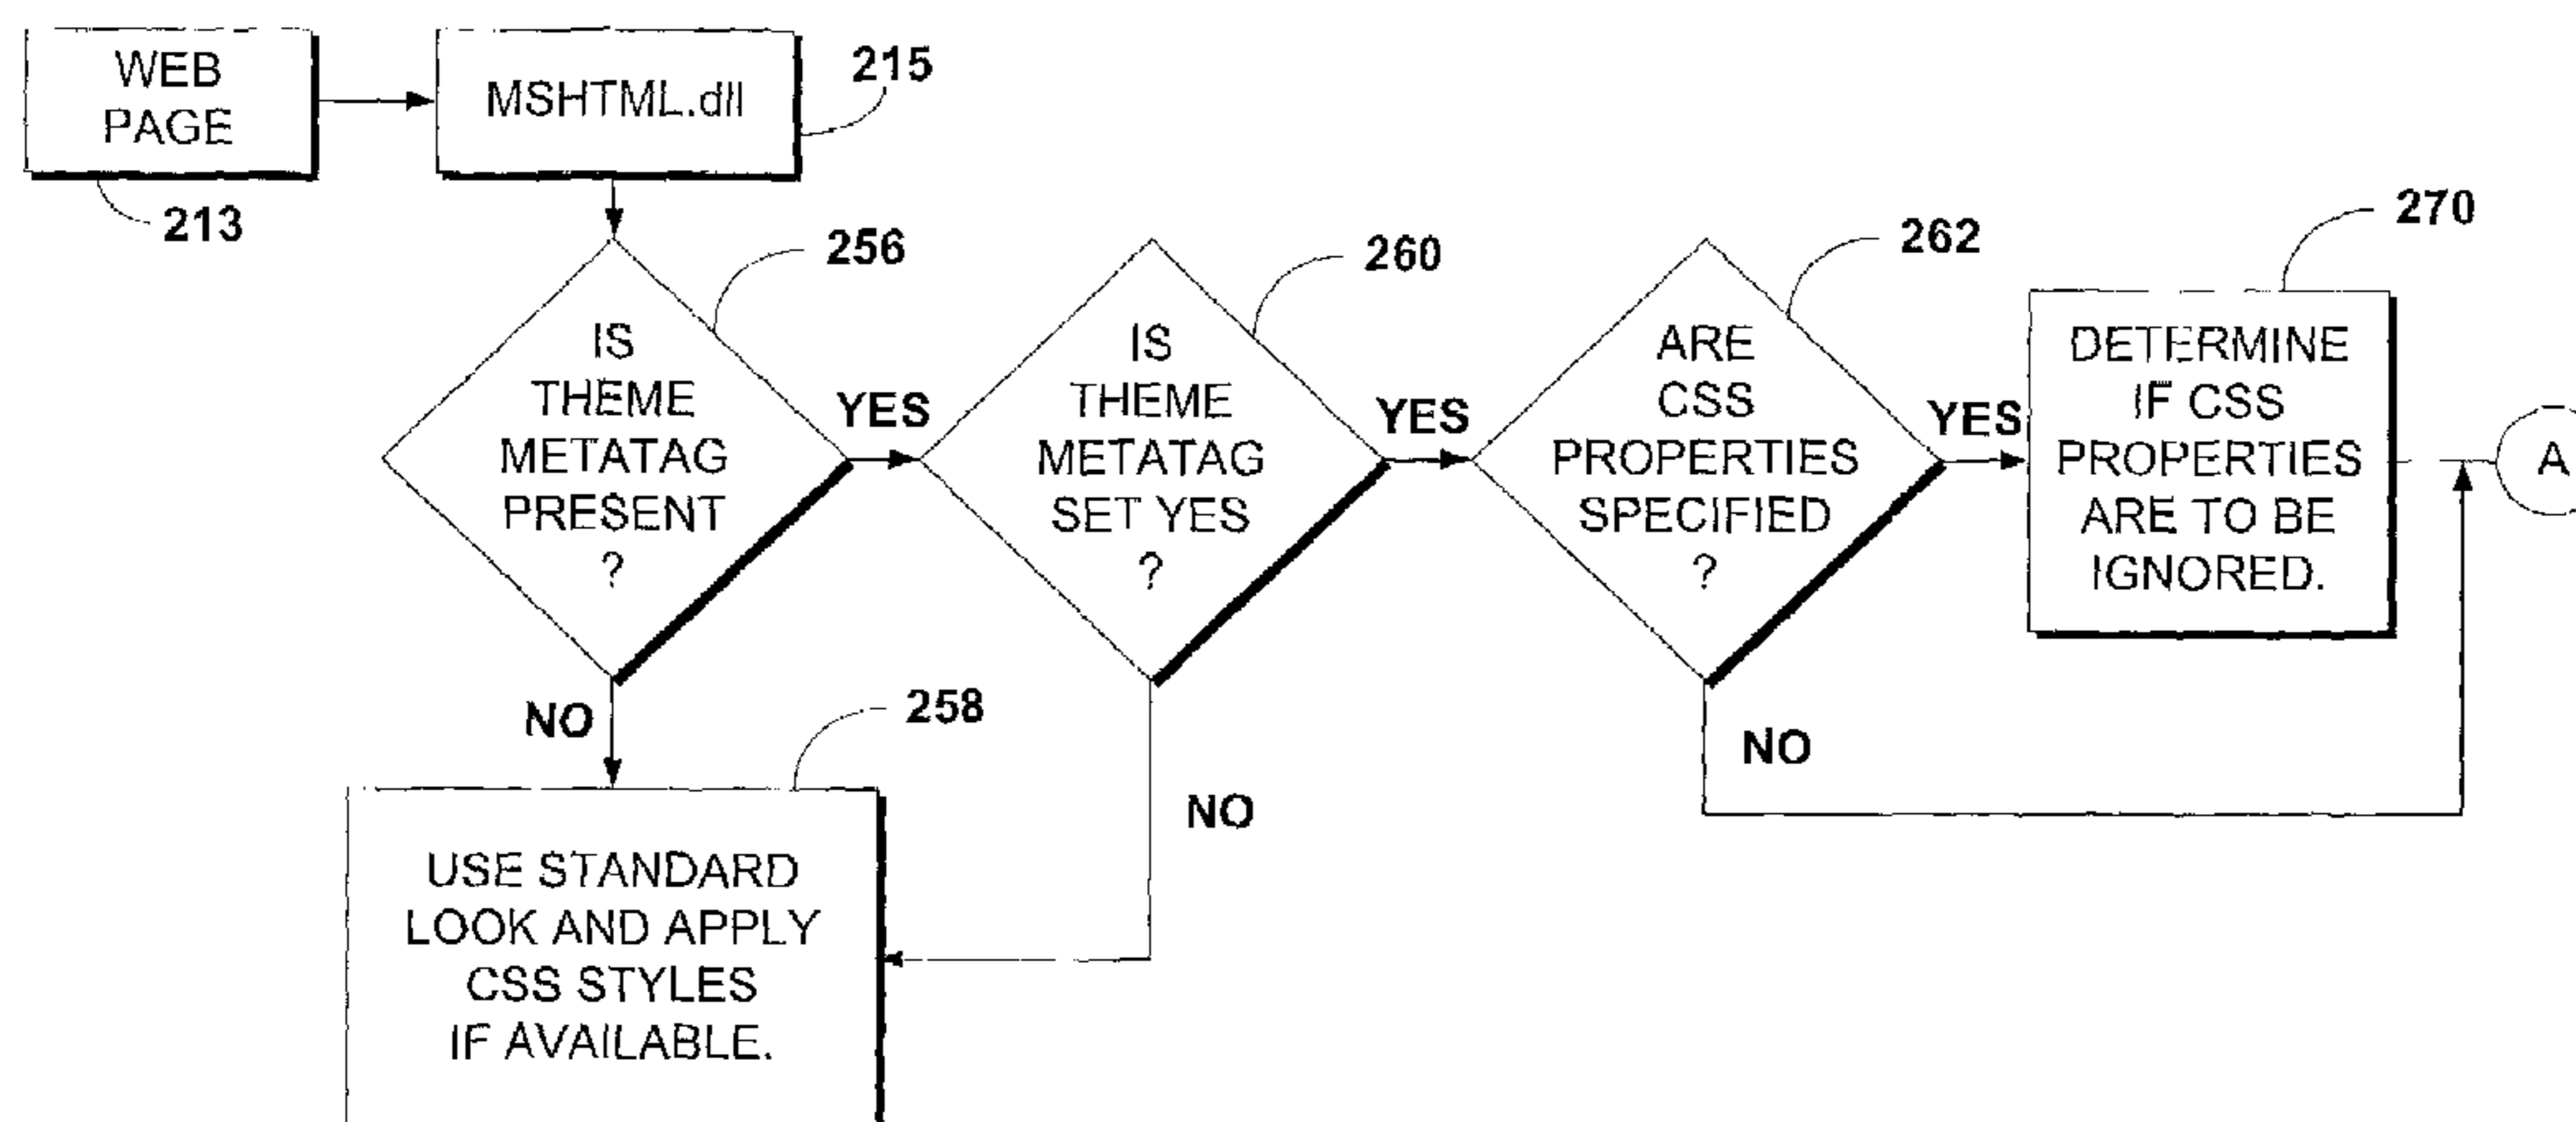 WEB
PAGE
213
MSHTML.dll
215
256
IS
THEME
METATAG
PRESENT
?
YES
NO
260
IS
THEME
METATAG
SET YES
?
YES
NO
262
ARE
CSS
PROPERTIES
SPECIFIED
?
YES
NO
270
DETERMINE
IF CSS
PROPERTIES
ARE TO BE
IGNORED.
A
258
USE STANDARD
LOOK AND APPLY
CSS STYLES
IF AVAILABLE.